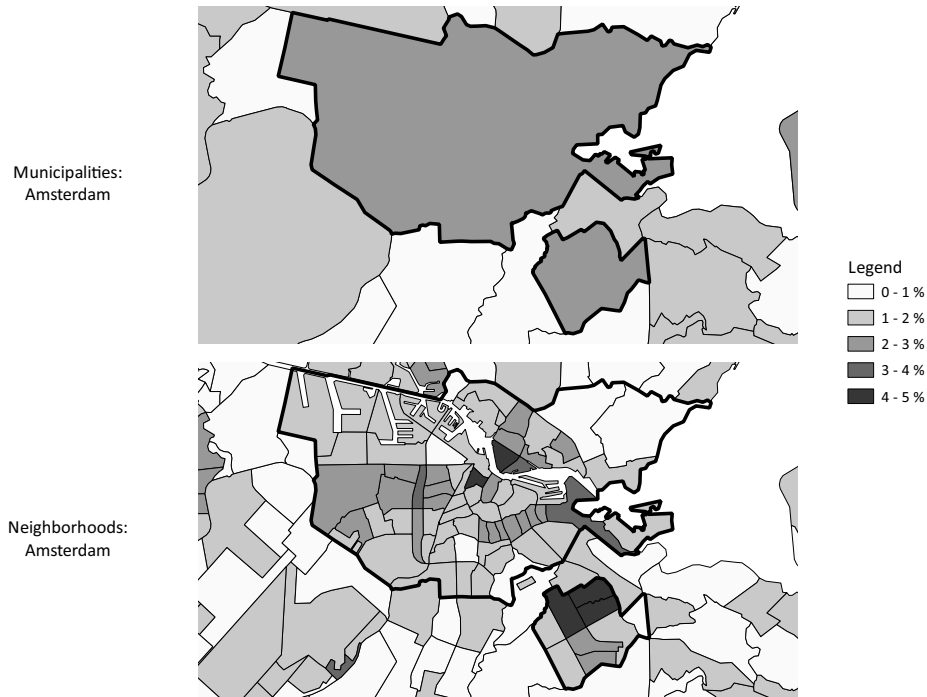 Municipalities:
Amsterdam
Legend
0 - 1 %
1 - 2 %
2 - 3 %
3 - 4 %
4 - 5 %
Neighborhoods:
Amsterdam